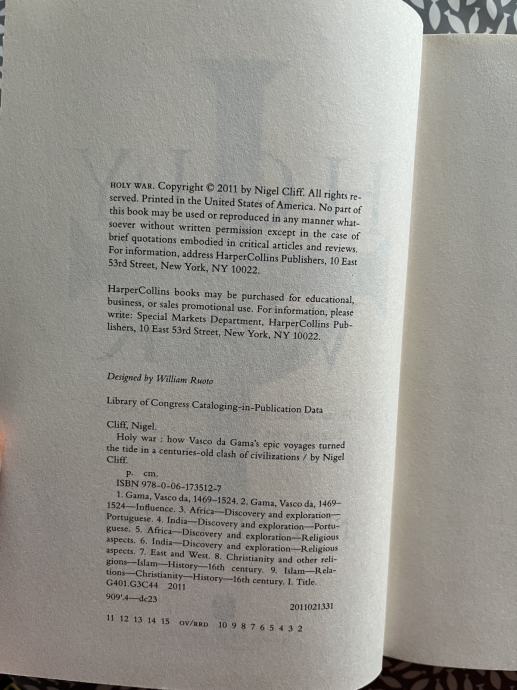 HOLY WAR. Copyright © 2011 by Nigel Cliff. All rights re-
served. Printed in the United States of America. No part of
this book may be used or reproduced in any manner what-
soever without written permission except in the case of
brief quotations embodied in critical articles and reviews.
For information, address HarperCollins Publishers, 10 East
53rd Street, New York, NY 10022.
HarperCollins books may be purchased for educational,
business, or sales promotional use. For information, please
write: Special Markets Department, HarperCollins Pub-
lishers, 10 East 53rd Street, New York, NY 10022.
Designed by William Ruoto
Library of Congress Cataloging-in-Publication Data
Cliff, Nigel.
Holy war : how Vasco da Gama's epic voyages turned
the tide in a centuries-old clash of civilizations / by Nigel
Cliff.
p. cm.
ISBN 978-0-06-173512-7
1. Gama, Vasco da, 1469–1524. 2. Gama, Vasco da, 1469–
1524—Influence. 3. Africa—Discovery and exploration—
Portuguese. 4. India—Discovery and exploration—Portu-
guese. 5. Africa—Discovery and exploration—Religious
aspects. 6. India—Discovery and exploration—Religious
aspects. 7. East and West. 8. Christianity and other reli-
gions—Islam—History—16th century. 9. Islam—Rela-
tions—Christianity—History—16th century. I. Title.
G401.G3C44 2011
909'.4—dc23 2011021331
11 12 13 14 15 OV/RRD 10 9 8 7 6 5 4 3 2